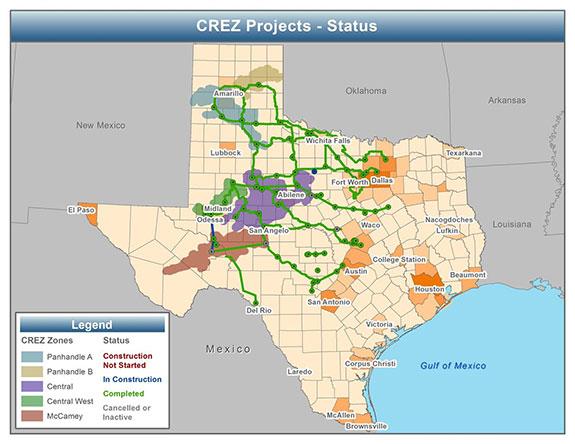 CREZ Projects - Status
Oklahoma
Arkansas
New Mexico
Louisiana
Mexico
Gulf of Mexico
Amarillo
Wichita Falls
Texarkana
Lubbock
Fort Worth
Dallas
Abilene
El Paso
Midland
Odessa
San Angelo
Waco
Nacogdoches
Lufkin
College Station
Beaumont
Austin
Houston
San Antonio
Del Rio
Victoria
Corpus Christi
Laredo
McAllen
Brownsville
Legend
CREZ Zones
Panhandle A
Panhandle B
Central
Central West
McCamey
Status
Construction
Not Started
In Construction
Completed
Cancelled or
Inactive